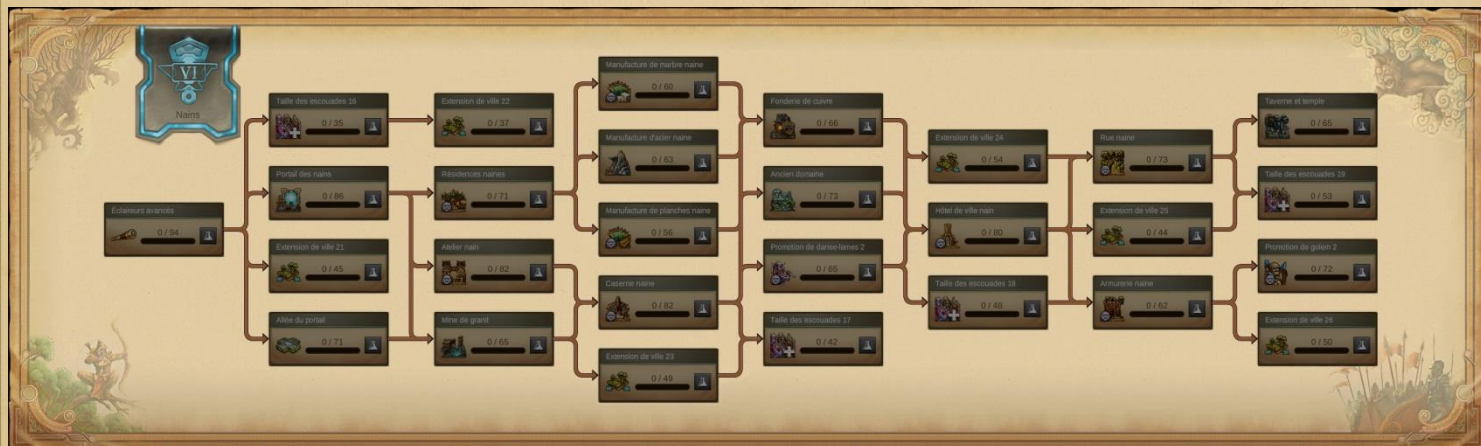 VI
Nains
Éclaireurs avancés
0 / 94
Taille des escouades 16
0 / 35
Portail des nains
0 / 86
Extension de ville 21
0 / 45
Allée du portail
0 / 71
Extension de ville 22
0 / 37
Résidences naines
0 / 71
Atelier nain
0 / 82
Mine de granit
0 / 65
Manufacture de marbre naine
0 / 60
Manufacture d'acier naine
0 / 63
Manufacture de planches naine
0 / 56
Caserne naine
0 / 82
Extension de ville 23
0 / 49
Fonderie de cuivre
0 / 66
Ancien domaine
0 / 73
Promotion de danse-lames 2
0 / 65
Taille des escouades 17
0 / 42
Extension de ville 24
0 / 54
Hôtel de ville nain
0 / 80
Taille des escouades 18
0 / 48
Rue naine
0 / 73
Extension de ville 25
0 / 44
Armurerie naine
0 / 62
Taverne et temple
0 / 65
Taille des escouades 19
0 / 53
Promotion de golem 2
0 / 72
Extension de ville 26
0 / 50